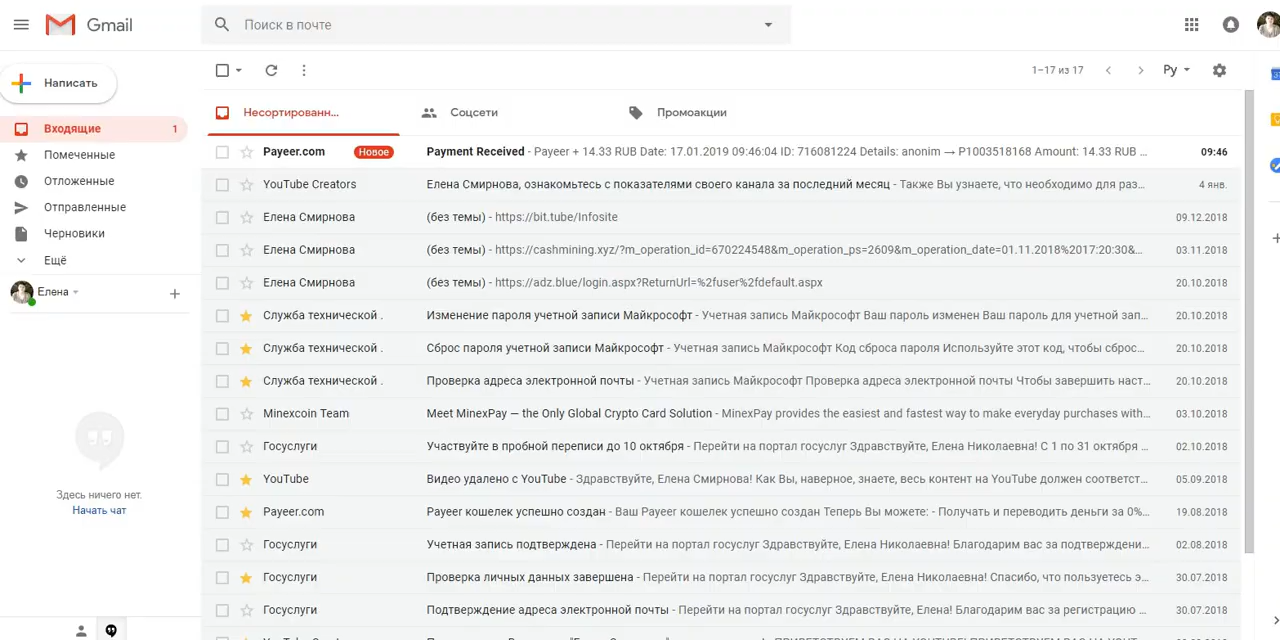 Gmail
Поиск в почте
Написать
1–17 из 17
Ру
Входящие 1
Помеченные
Отложенные
Отправленные
Черновики
Ещё
Елена
Здесь ничего нет.
Начать чат
Несортированн...
Соцсети
Промоакции
Payeer.com Новое Payment Received - Payeer + 14.33 RUB Date: 17.01.2019 09:46:04 ID: 716081224 Details: anonim → P1003518168 Amount: 14.33 RUB ... 09:46
YouTube Creators Елена Смирнова, ознакомьтесь с показателями своего канала за последний месяц - Также Вы узнаете, что необходимо для раз... 4 янв.
Елена Смирнова (без темы) - https://bit.tube/Infosite 09.12.2018
Елена Смирнова (без темы) - https://cashmining.xyz/?m_operation_id=670224548&m_operation_ps=2609&m_operation_date=01.11.2018%2017:20:30&... 03.11.2018
Елена Смирнова (без темы) - https://adz.blue/login.aspx?ReturnUrl=%2fuser%2fdefault.aspx 20.10.2018
Служба технической . Изменение пароля учетной записи Майкрософт - Учетная запись Майкрософт Ваш пароль изменен Ваш пароль для учетной зап... 20.10.2018
Служба технической . Сброс пароля учетной записи Майкрософт - Учетная запись Майкрософт Код сброса пароля Используйте этот код, чтобы сброс... 20.10.2018
Служба технической . Проверка адреса электронной почты - Учетная запись Майкрософт Проверка адреса электронной почты Чтобы завершить наст... 20.10.2018
Minexcoin Team Meet MinexPay — the Only Global Crypto Card Solution - MinexPay provides the easiest and fastest way to make everyday purchases with... 03.10.2018
Госуслуги Участвуйте в пробной переписи до 10 октября - Перейти на портал госуслуг Здравствуйте, Елена Николаевна! С 1 по 31 октября ... 02.10.2018
YouTube Видео удалено с YouTube - Здравствуйте, Елена Смирнова! Как Вы, наверное, знаете, весь контент на YouTube должен соответст... 05.09.2018
Payeer.com Payeer кошелек успешно создан - Ваш Payeer кошелек успешно создан Теперь Вы можете: - Получать и переводить деньги за 0%... 19.08.2018
Госуслуги Учетная запись подтверждена - Перейти на портал госуслуг Здравствуйте, Елена Николаевна! Благодарим вас за подтверждени... 02.08.2018
Госуслуги Проверка личных данных завершена - Перейти на портал госуслуг Здравствуйте, Елена Николаевна! Спасибо, что пользуетесь э... 30.07.2018
Госуслуги Подтверждение адреса электронной почты - Перейти на портал госуслуг Здравствуйте, Елена! Благодарим вас за регистрацию ... 30.07.2018